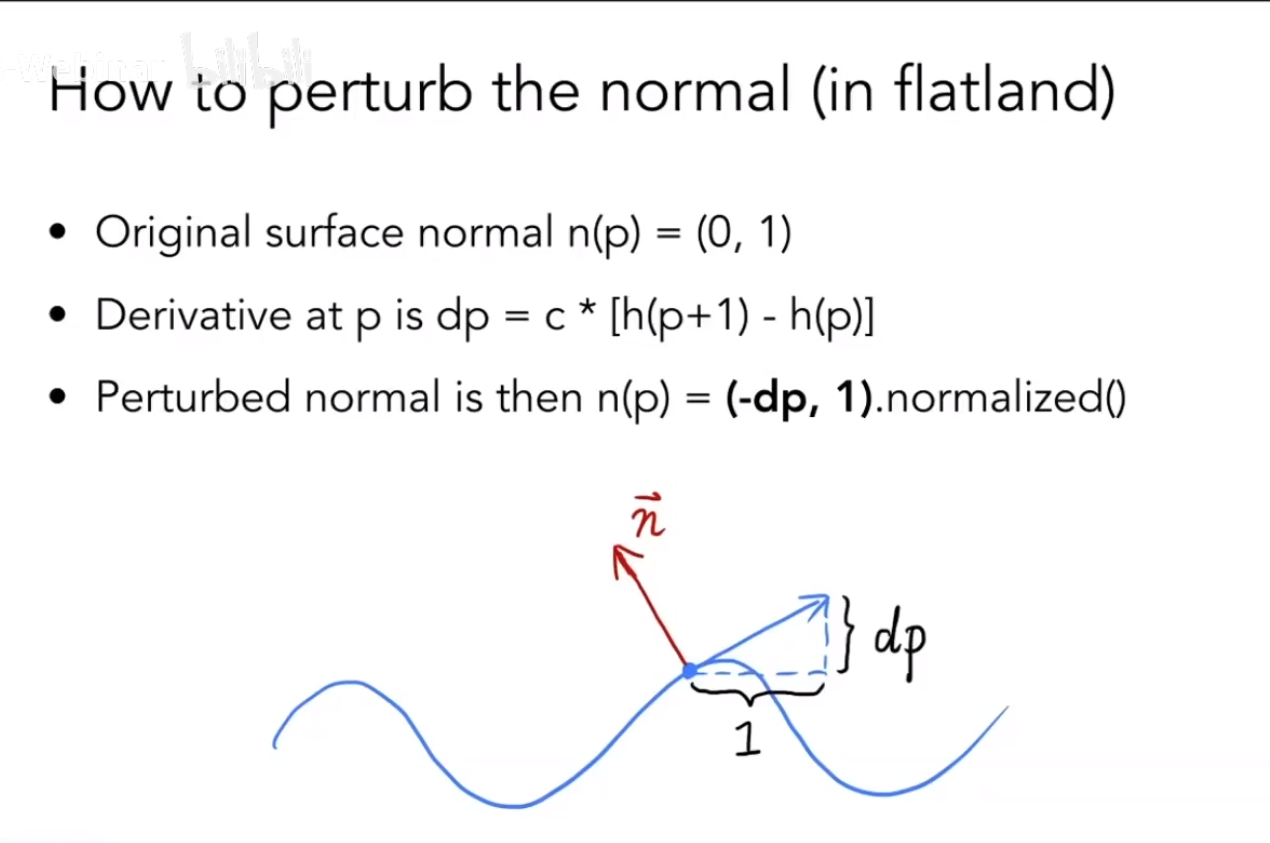 -Webinar bilibili
How to perturb the normal (in flatland)
• Original surface normal n(p) = (0, 1)
• Derivative at p is dp = c * [h(p+1) - h(p)]
• Perturbed normal is then n(p) = (-dp, 1).normalized()
n⃗
} dp
1